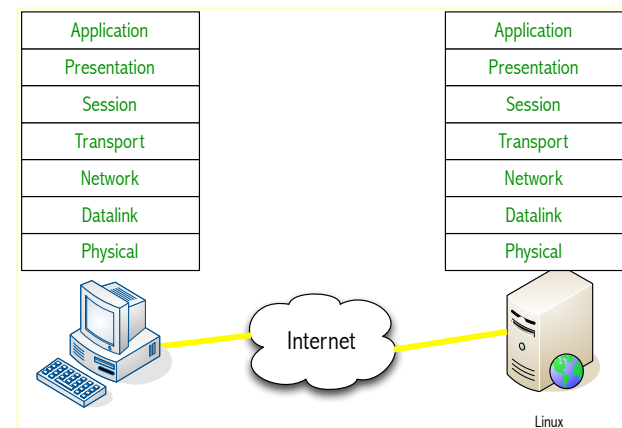 Application
Presentation
Session
Transport
Network
Datalink
Physical
Application
Presentation
Session
Transport
Network
Datalink
Physical
Internet
Linux